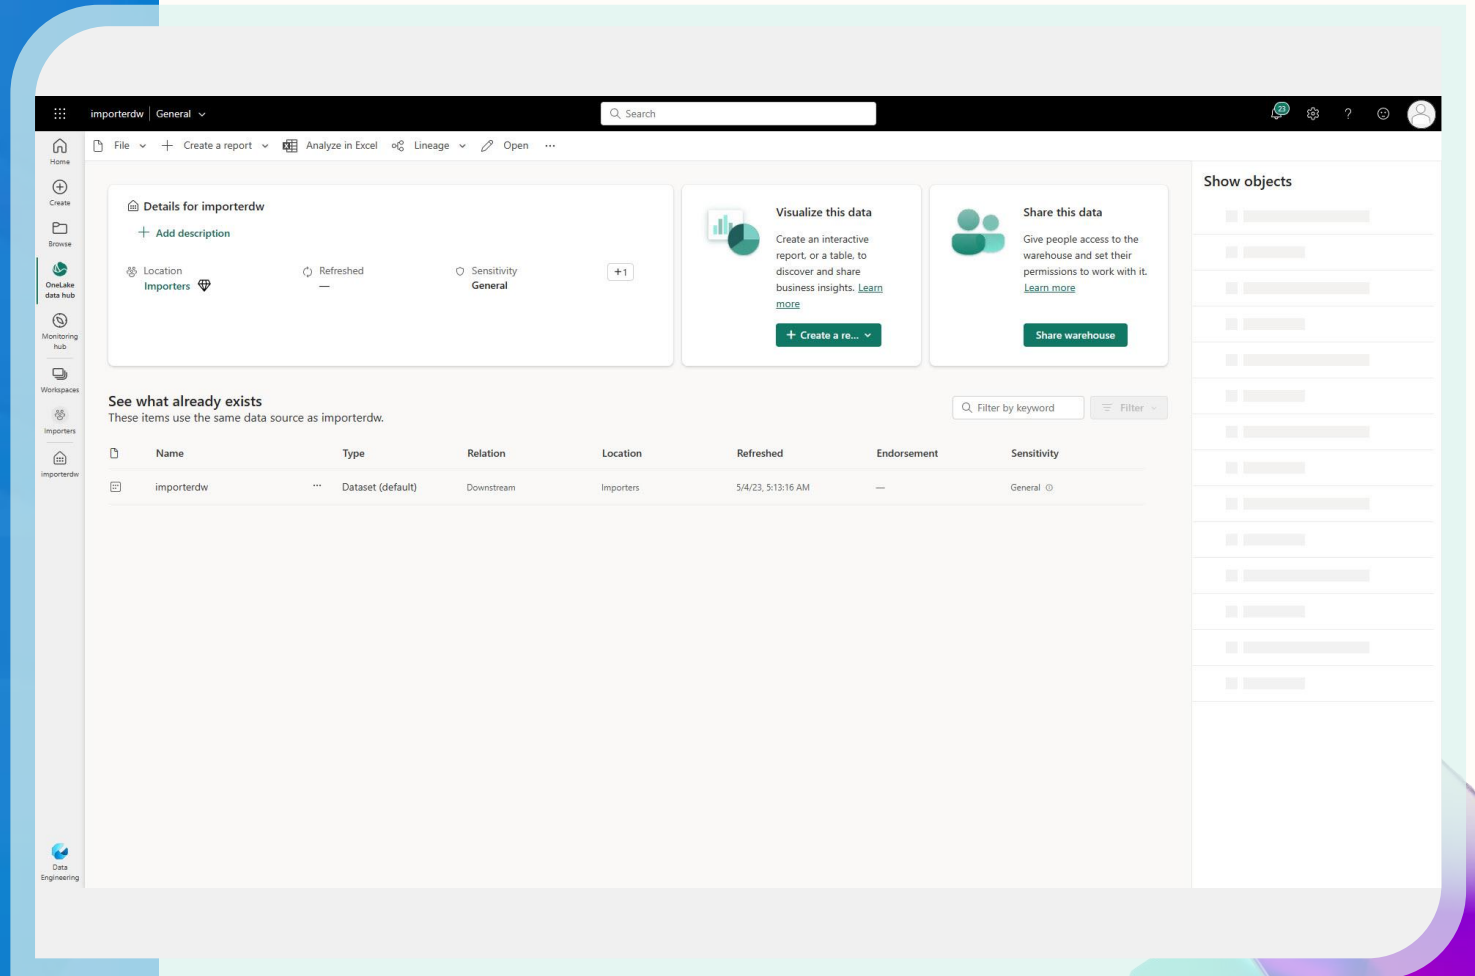 importerdw | General
Search
23
?
Home
Create
Browse
OneLake
data hub
Monitoring
hub
Workspaces
Importers
importerdw
Data
Engineering
File
Create a report
Analyze in Excel
Lineage
Open
...
Details for importerdw
+ Add description
Location
Importers
Refreshed
—
Sensitivity
General
+1
Visualize this data
Create an interactive
report, or a table, to
discover and share
business insights. Learn
more
+ Create a re...
Share this data
Give people access to the
warehouse and set their
permissions to work with it.
Learn more
Share warehouse
See what already exists
These items use the same data source as importerdw.
Filter by keyword
Filter
Name Type Relation Location Refreshed Endorsement Sensitivity
importerdw ... Dataset (default) Downstream Importers 5/4/23, 5:13:16 AM — General
Show objects